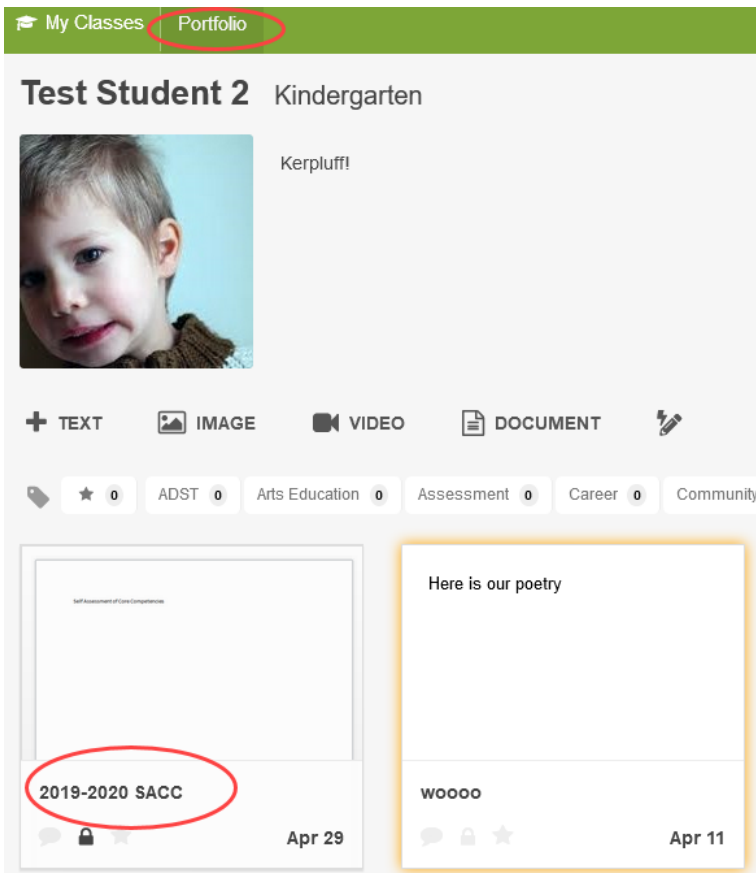 My Classes Portfolio
Test Student 2 Kindergarten
Kerpluff!
TEXT IMAGE VIDEO DOCUMENT
0 ADST 0 Arts Education 0 Assessment 0 Career 0 Community
Self Assessment of Core Competencies
Here is our poetry
2019-2020 SACC
woooo
Apr 29
Apr 11